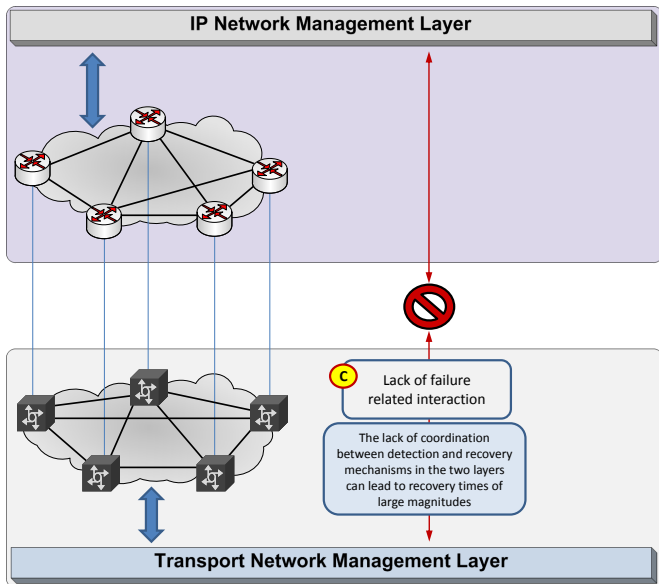 IP Network Management Layer
C
Lack of failure
related interaction
The lack of coordination
between detection and recovery
mechanisms in the two layers
can lead to recovery times of
large magnitudes
Transport Network Management Layer